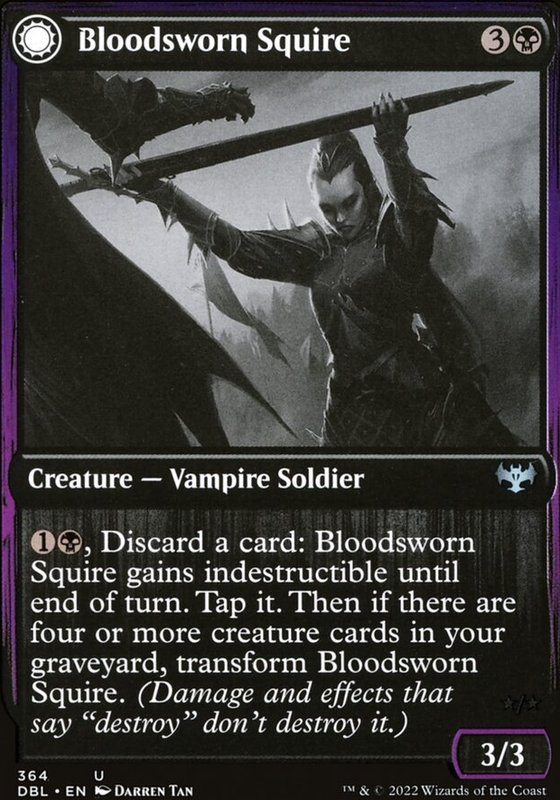 Bloodsworn Squire 3
Creature — Vampire Soldier
1, Discard a card: Bloodsworn
Squire gains indestructible until
end of turn. Tap it. Then if there are
four or more creature cards in your
graveyard, transform Bloodsworn
Squire. (Damage and effects that
say “destroy” don’t destroy it.)
*/*
3/3
364 U
DBL • EN Darren Tan
™ & © 2022 Wizards of the Coast